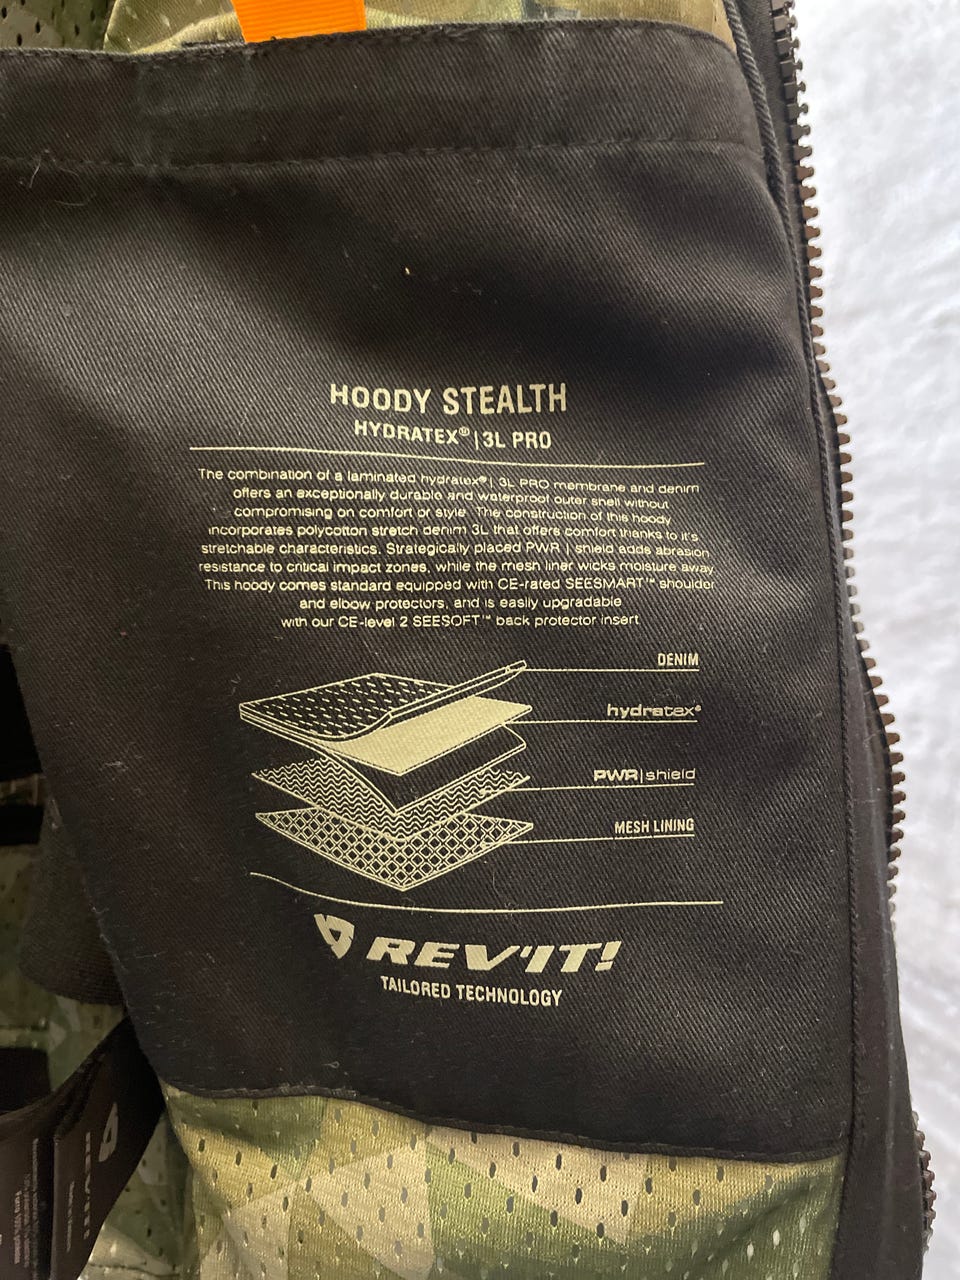 HOODY STEALTH
HYDRATEX® | 3L PRO
The combination of a laminated hydratex® | 3L PRO membrane and denim
offers an exceptionally durable and waterproof outer shell without
compromising on comfort or style. The construction of this hoody
incorporates polycotton stretch denim 3L that offers comfort thanks to it's
stretchable characteristics. Strategically placed PWR | shield adds abrasion
resistance to critical impact zones, while the mesh liner wicks moisture away.
This hoody comes standard equipped with CE-rated SEESMART™ shoulder
and elbow protectors, and is easily upgradable
with our CE-level 2 SEESOFT™ back protector insert
DENIM
hydratex®
PWR|shield
MESH LINING
REV'IT!
TAILORED TECHNOLOGY